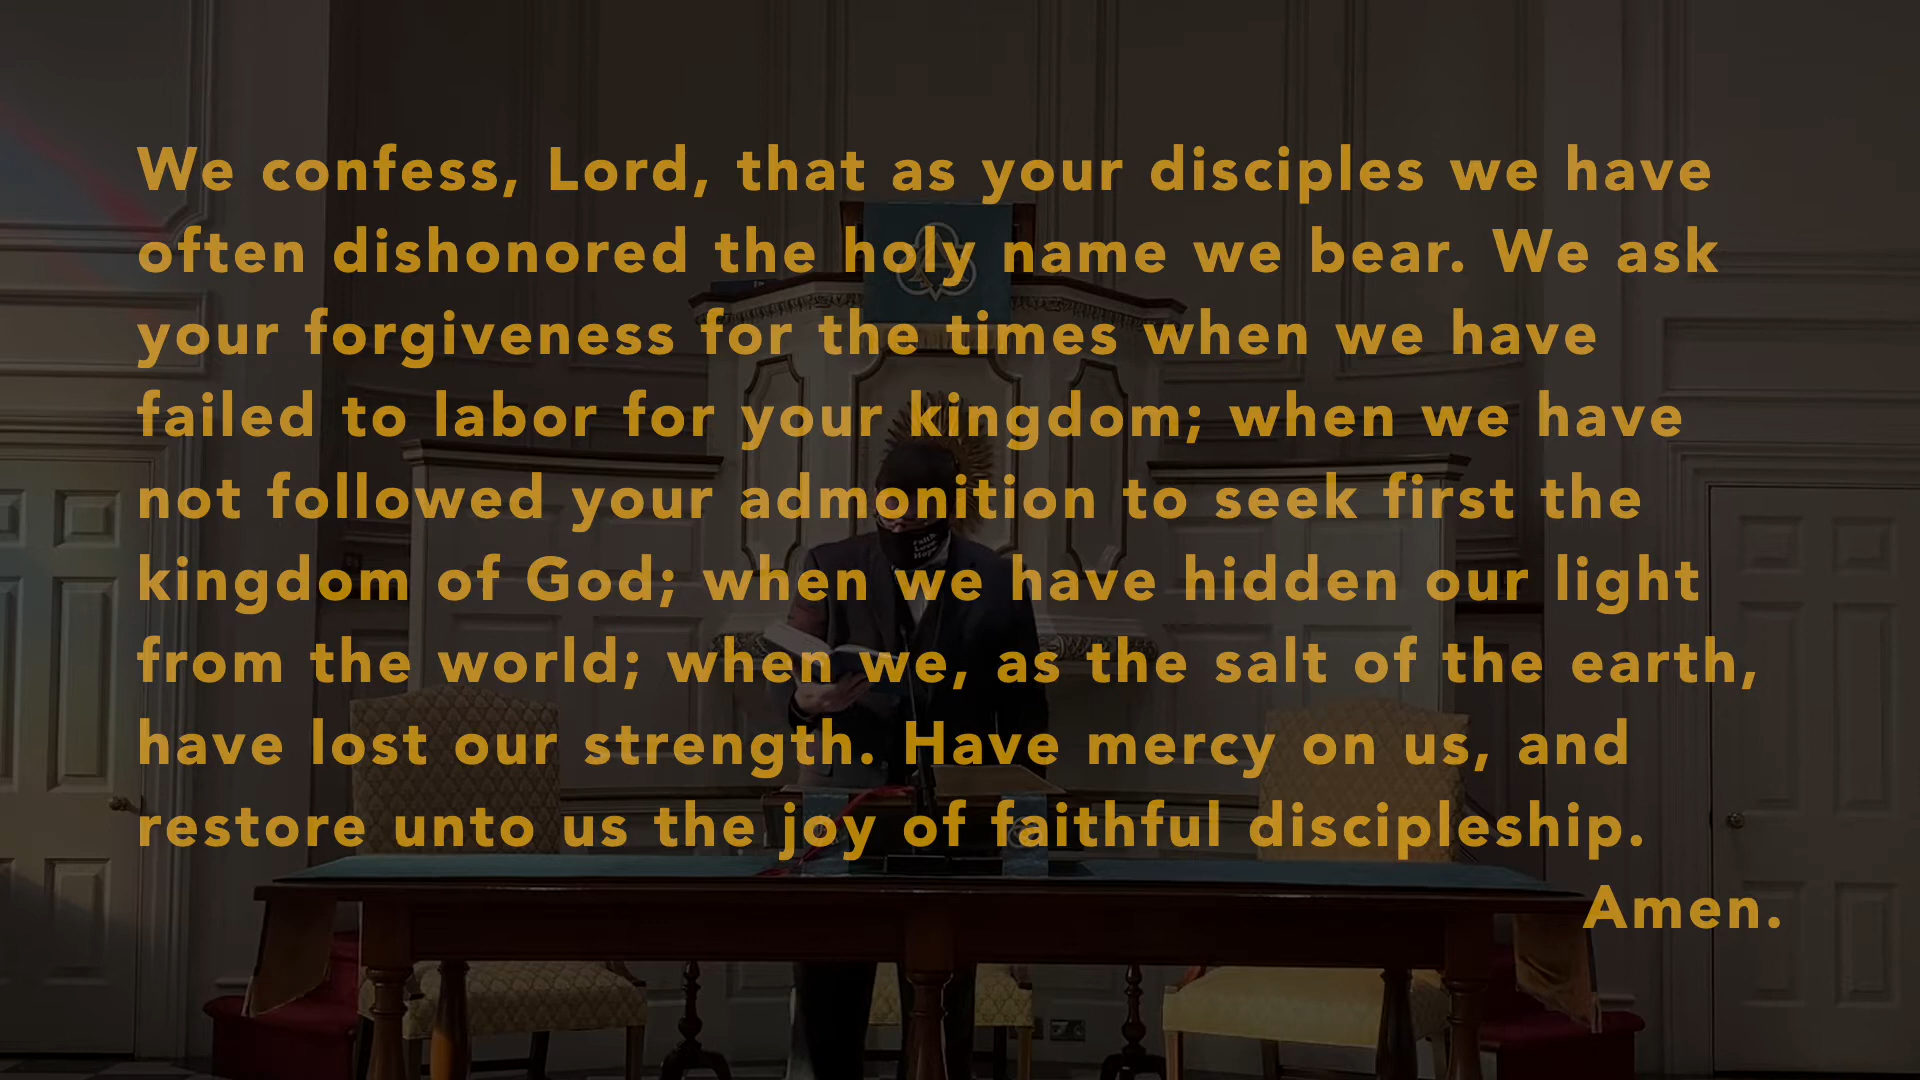 We confess, Lord, that as your disciples we have
often dishonored the holy name we bear. We ask
your forgiveness for the times when we have
failed to labor for your kingdom; when we have
not followed your admonition to seek first the
kingdom of God; when we have hidden our light
from the world; when we, as the salt of the earth,
have lost our strength. Have mercy on us, and
restore unto us the joy of faithful discipleship.
Amen.
Faith
Love
Hope